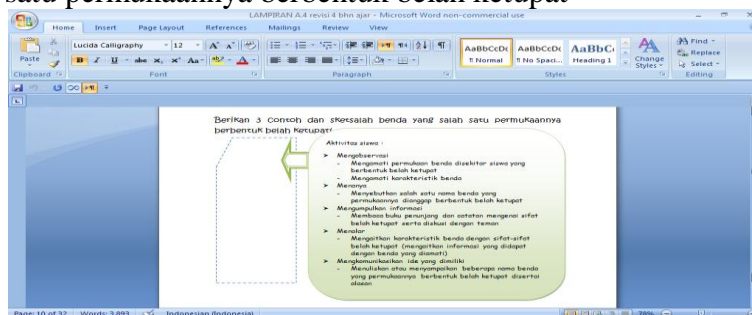 satu permukaannya berbentuk belah ketupat
LAMPIRAN A.4 revisi 4 bhn ajar - Microsoft Word non-commercial use
Home Insert Page Layout References Mailings Review View
Lucida Calligraphy 12
Paste
B I U abe x₂ x² Aa
AaBbCcDc AaBbCcDc AaBbC
¶ Normal ¶ No Spaci... Heading 1
Change Styles
Find
Replace
Select
Clipboard Font Paragraph Styles Editing
Berikan 3 contoh dan sketsalah benda yang salah satu permukaannya
berbentuk belah ketupat!
Aktivitas siswa :
➤ Mengobservasi
- Mengamati permukaan benda disekitar siswa yang
berbentuk belah ketupat
- Mengamati karakteristik benda
➤ Menanya
- Menyebutkan salah satu nama benda yang
permukaannya dianggap berbentuk belah ketupat
➤ Mengumpulkan informasi
- Membaca buku penunjang dan catatan mengenai sifat
belah ketupat serta diskusi dengan teman
➤ Menalar
- Mengaitkan karakteristik benda dengan sifat-sifat
belah ketupat (mengaitkan informasi yang didapat
dengan benda yang diamati)
➤ Mengkomunikasikan ide yang dimiliki
- Menuliskan atau menyampaikan beberapa nama benda
yang permukaannya berbentuk belah ketupat disertai
alasan
Page: 10 of 32 Words: 3,893 Indonesian (Indonesia) 78%